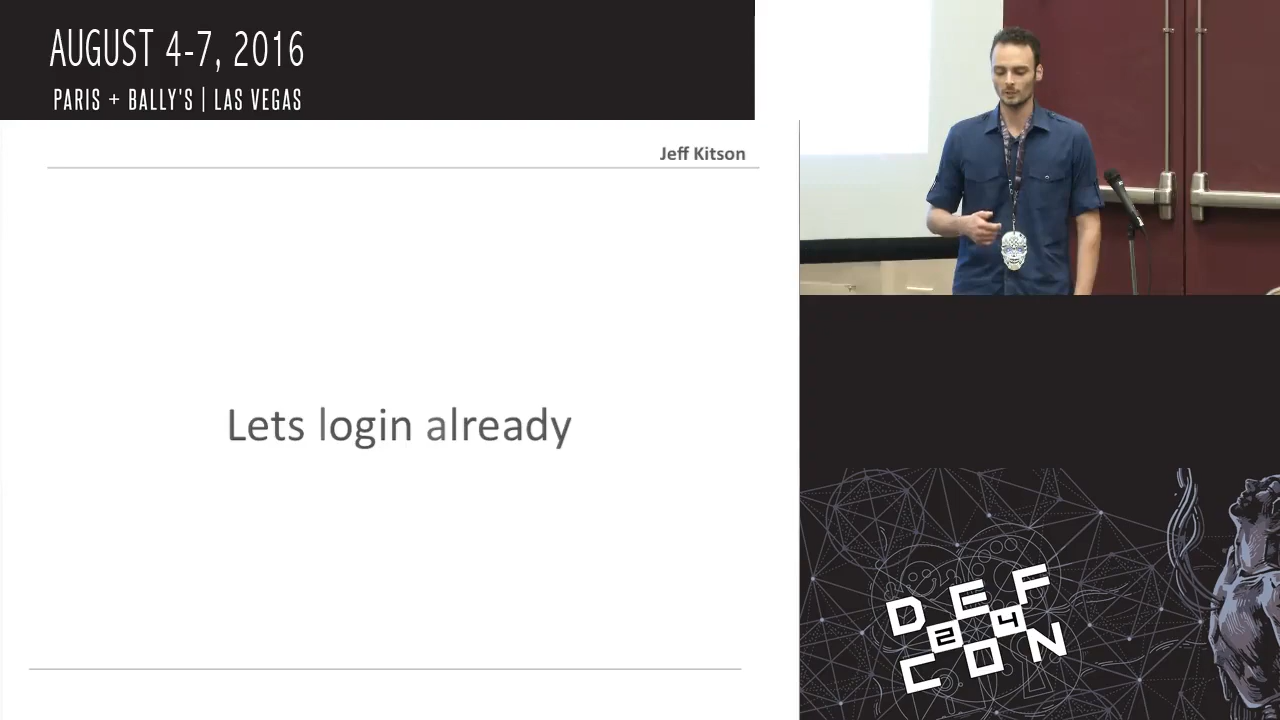 AUGUST 4-7, 2016
PARIS + BALLY'S | LAS VEGAS
Jeff Kitson
Lets login already
DEF
24
CON